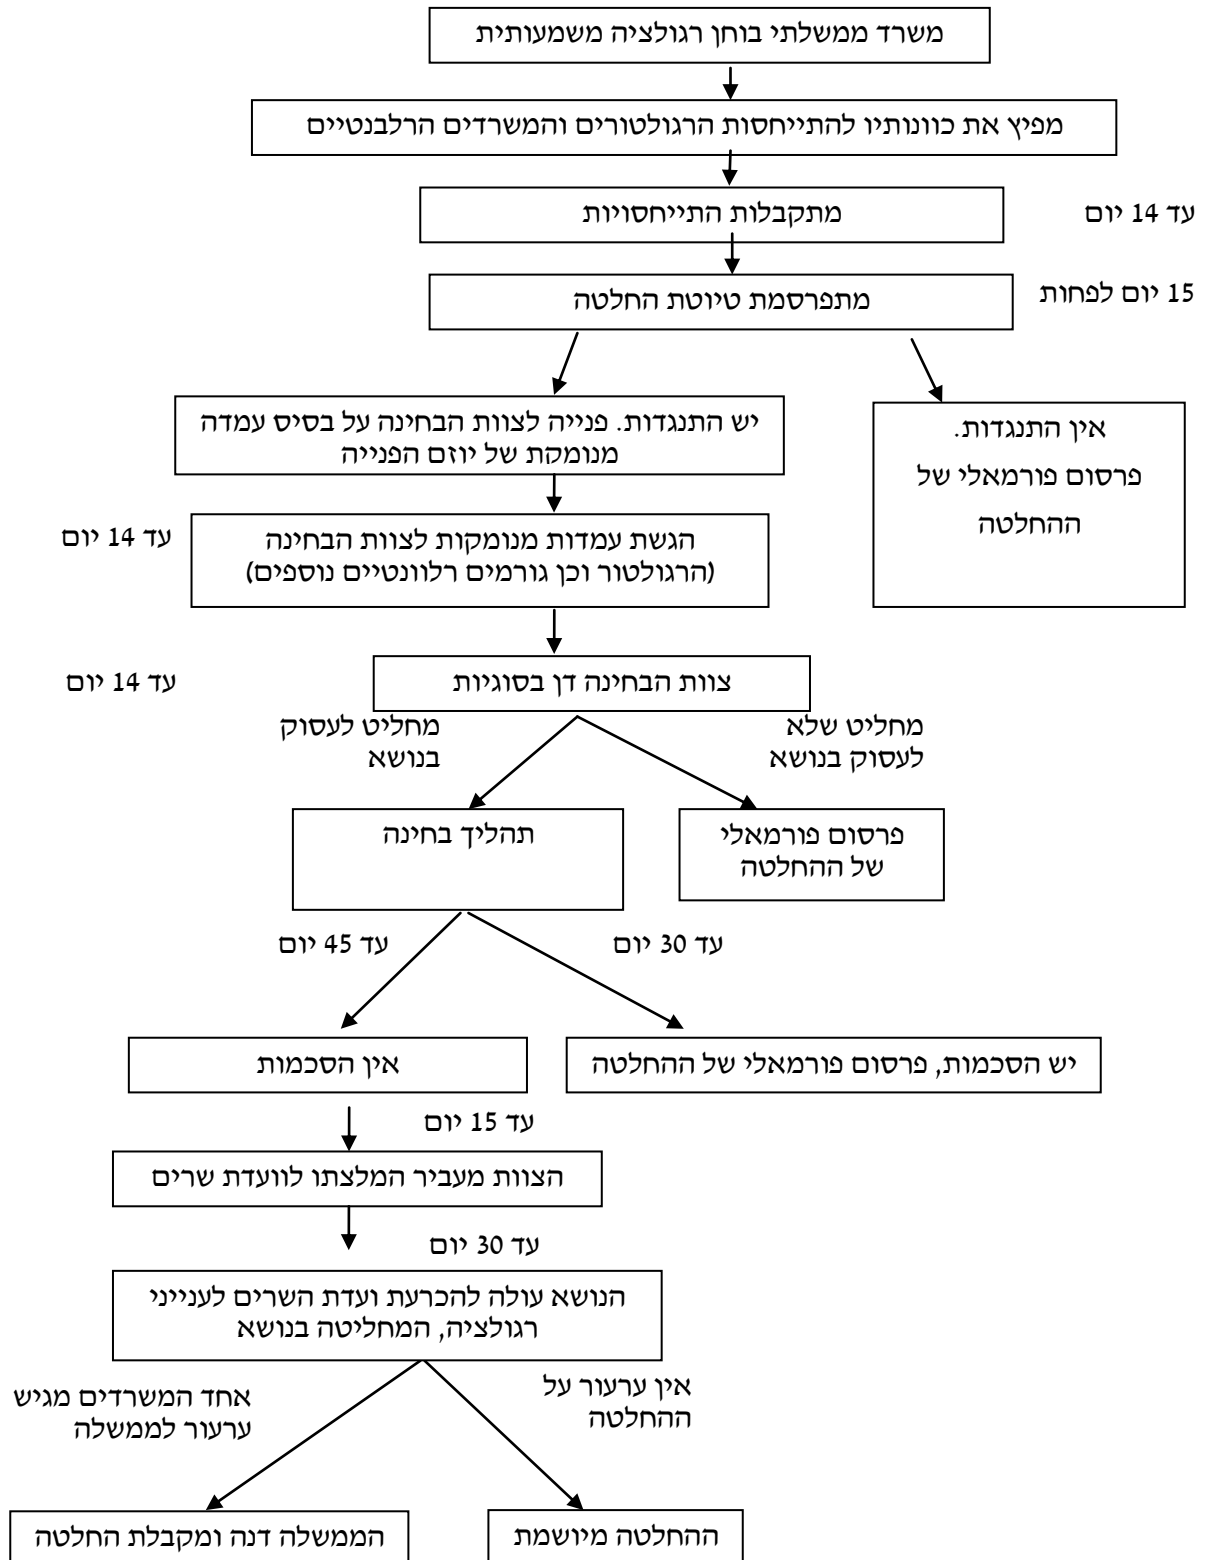 משרד ממשלתי בוחן רגולציה משמעותית
מפיץ את כוונותיו להתייחסות הרגולטורים והמשרדים הרלבנטיים
מתקבלות התייחסויות
עד 14 יום
מתפרסמת טיוטת החלטה
15 יום לפחות
אין התנגדות.
פרסום פורמאלי של
ההחלטה
יש התנגדות. פנייה לצוות הבחינה על בסיס עמדה
מנומקת של יוזם הפנייה
הגשת עמדות מנומקות לצוות הבחינה
(הרגולטור וכן גורמים רלוונטיים נוספים)
עד 14 יום
צוות הבחינה דן בסוגיות
עד 14 יום
מחליט שלא
לעסוק בנושא
מחליט לעסוק
בנושא
פרסום פורמאלי
של ההחלטה
תהליך בחינה
עד 30 יום
עד 45 יום
יש הסכמות, פרסום פורמאלי של ההחלטה
אין הסכמות
עד 15 יום
הצוות מעביר המלצתו לוועדת שרים
עד 30 יום
הנושא עולה להכרעת ועדת השרים לענייני
רגולציה, המחליטה בנושא
אין ערעור על
ההחלטה
אחד המשרדים מגיש
ערעור לממשלה
ההחלטה מיושמת
הממשלה דנה ומקבלת החלטה